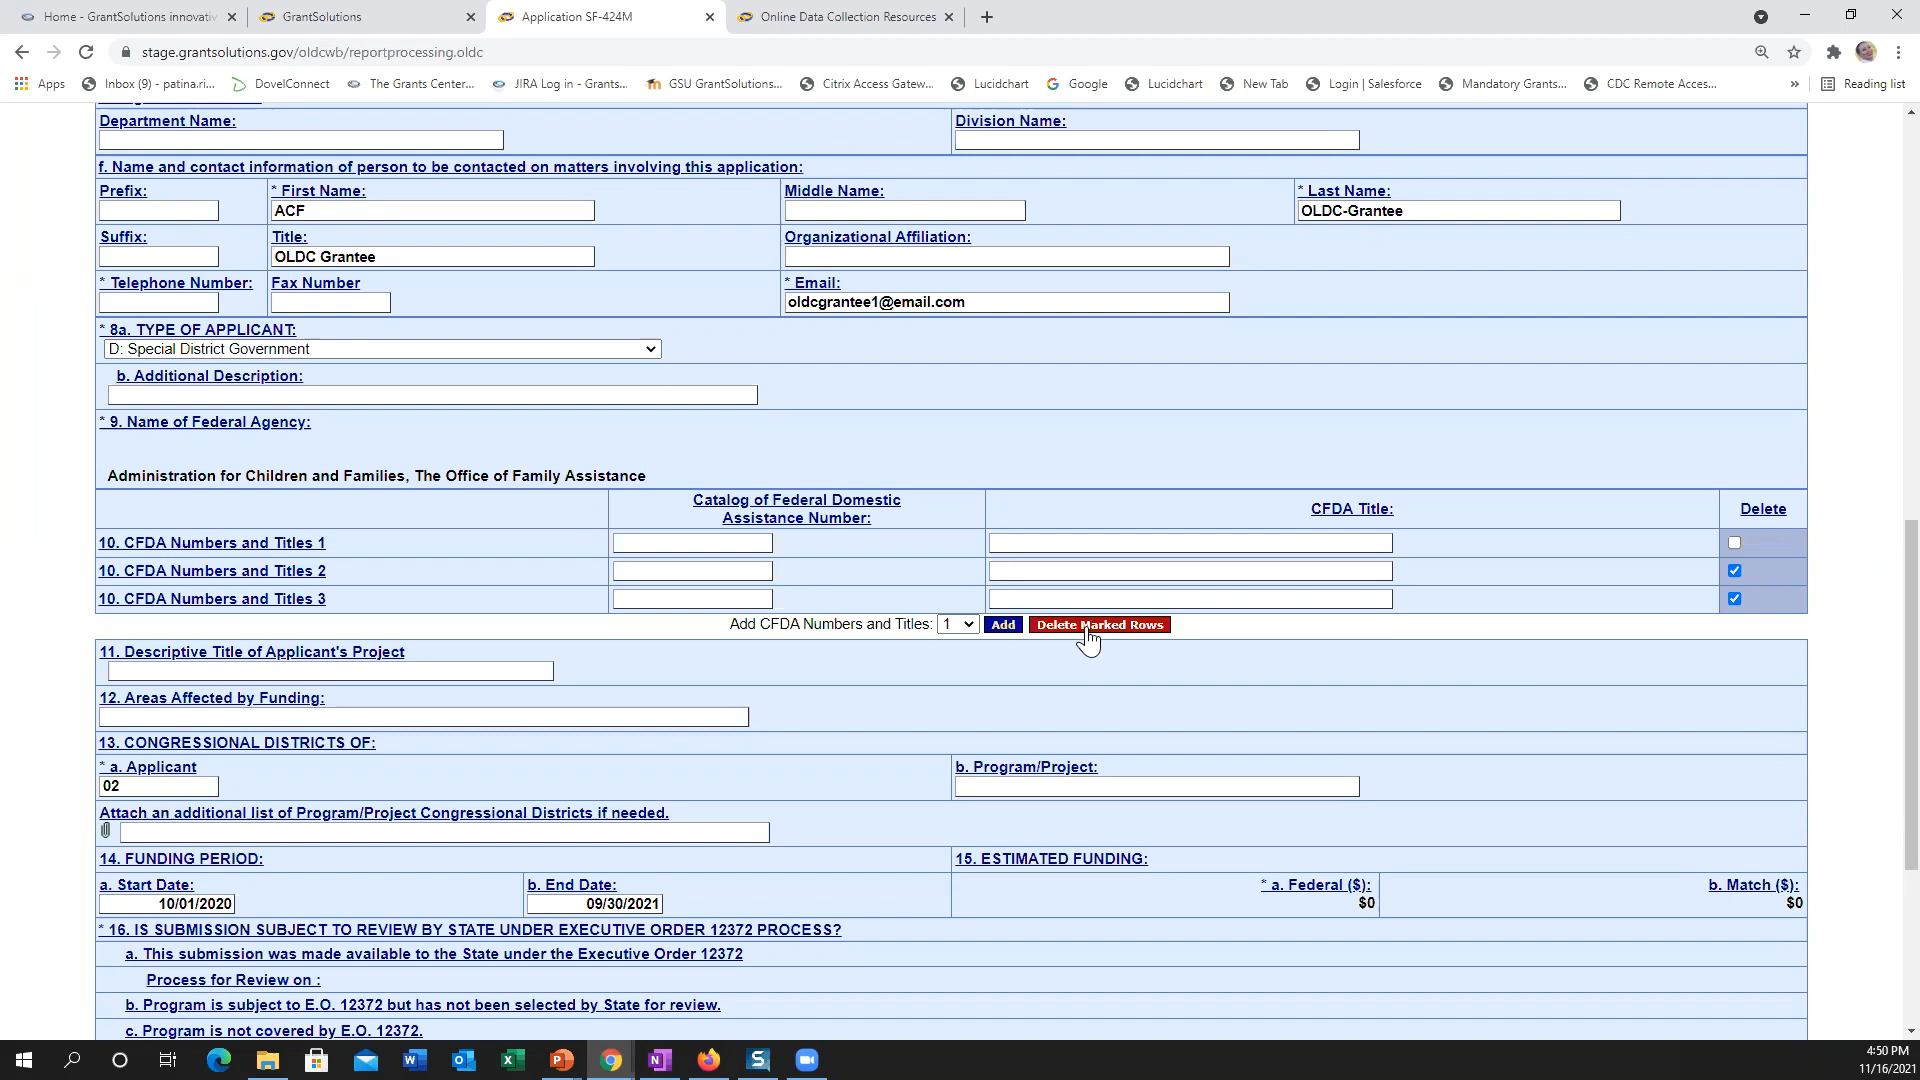 Home - GrantSolutions innovativ
GrantSolutions
Application SF-424M
Online Data Collection Resources
stage.grantsolutions.gov/oldcwb/reportprocessing.oldc
Apps
Inbox (9) - patina.ri...
DovelConnect
The Grants Center...
JIRA Log in - Grants...
GSU GrantSolutions...
Citrix Access Gatew...
Lucidchart
Google
Lucidchart
New Tab
Login | Salesforce
Mandatory Grants...
CDC Remote Acces...
»
Reading list
Department Name:
Division Name:
f. Name and contact information of person to be contacted on matters involving this application:
Prefix:
* First Name:
Middle Name:
* Last Name:
ACF
OLDC-Grantee
Suffix:
Title:
Organizational Affiliation:
OLDC Grantee
* Telephone Number:
Fax Number
* Email:
oldcgrantee1@email.com
* 8a. TYPE OF APPLICANT:
D: Special District Government
b. Additional Description:
* 9. Name of Federal Agency:
Administration for Children and Families, The Office of Family Assistance
Catalog of Federal Domestic
Assistance Number:
CFDA Title:
Delete
10. CFDA Numbers and Titles 1
10. CFDA Numbers and Titles 2
10. CFDA Numbers and Titles 3
Add CFDA Numbers and Titles: 1 Add Delete Marked Rows
11. Descriptive Title of Applicant's Project
12. Areas Affected by Funding:
13. CONGRESSIONAL DISTRICTS OF:
* a. Applicant
b. Program/Project:
02
Attach an additional list of Program/Project Congressional Districts if needed.
14. FUNDING PERIOD:
15. ESTIMATED FUNDING:
a. Start Date:
b. End Date:
* a. Federal ($):
b. Match ($):
10/01/2020
09/30/2021
$0
$0
* 16. IS SUBMISSION SUBJECT TO REVIEW BY STATE UNDER EXECUTIVE ORDER 12372 PROCESS?
a. This submission was made available to the State under the Executive Order 12372
Process for Review on :
b. Program is subject to E.O. 12372 but has not been selected by State for review.
c. Program is not covered by E.O. 12372.
4:50 PM
11/16/2021